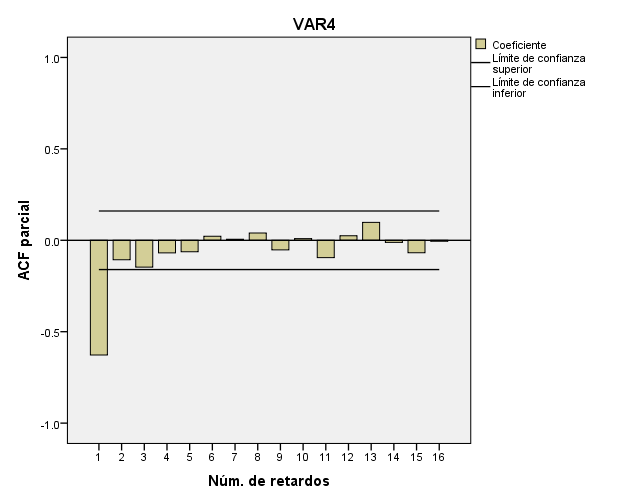 VAR4
Coeficiente
Límite de confianza
superior
Límite de confianza
inferior
1.0
0.5
0.0
-0.5
-1.0
ACF parcial
1 2 3 4 5 6 7 8 9 10 11 12 13 14 15 16
Núm. de retardos